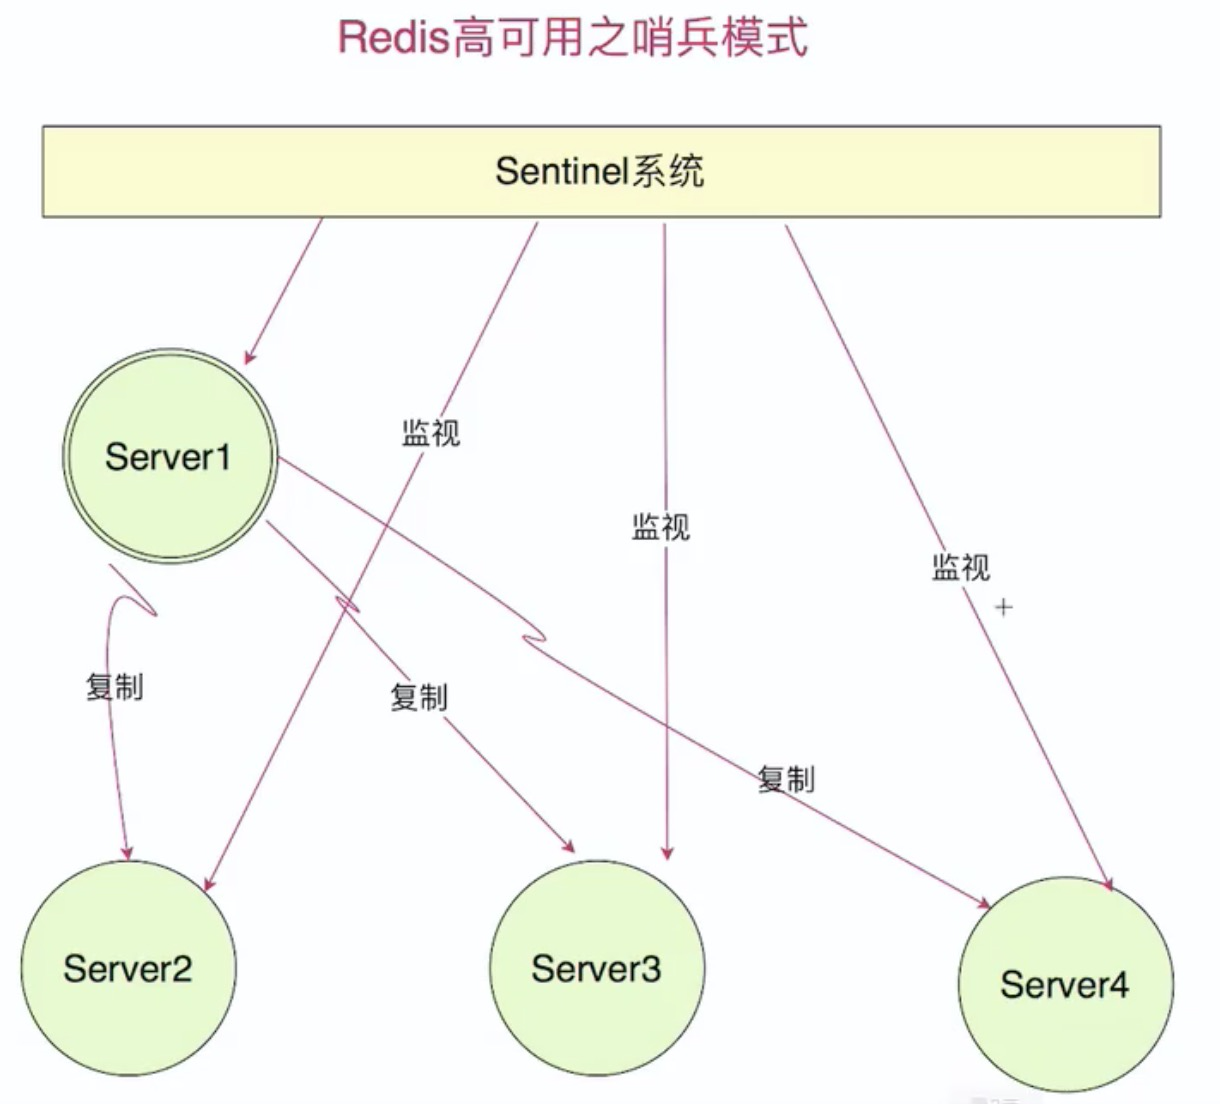 Redis高可用之哨兵模式
Sentinel系统
Server1
监视
监视
监视
复制
复制
复制
Server2
Server3
Server4